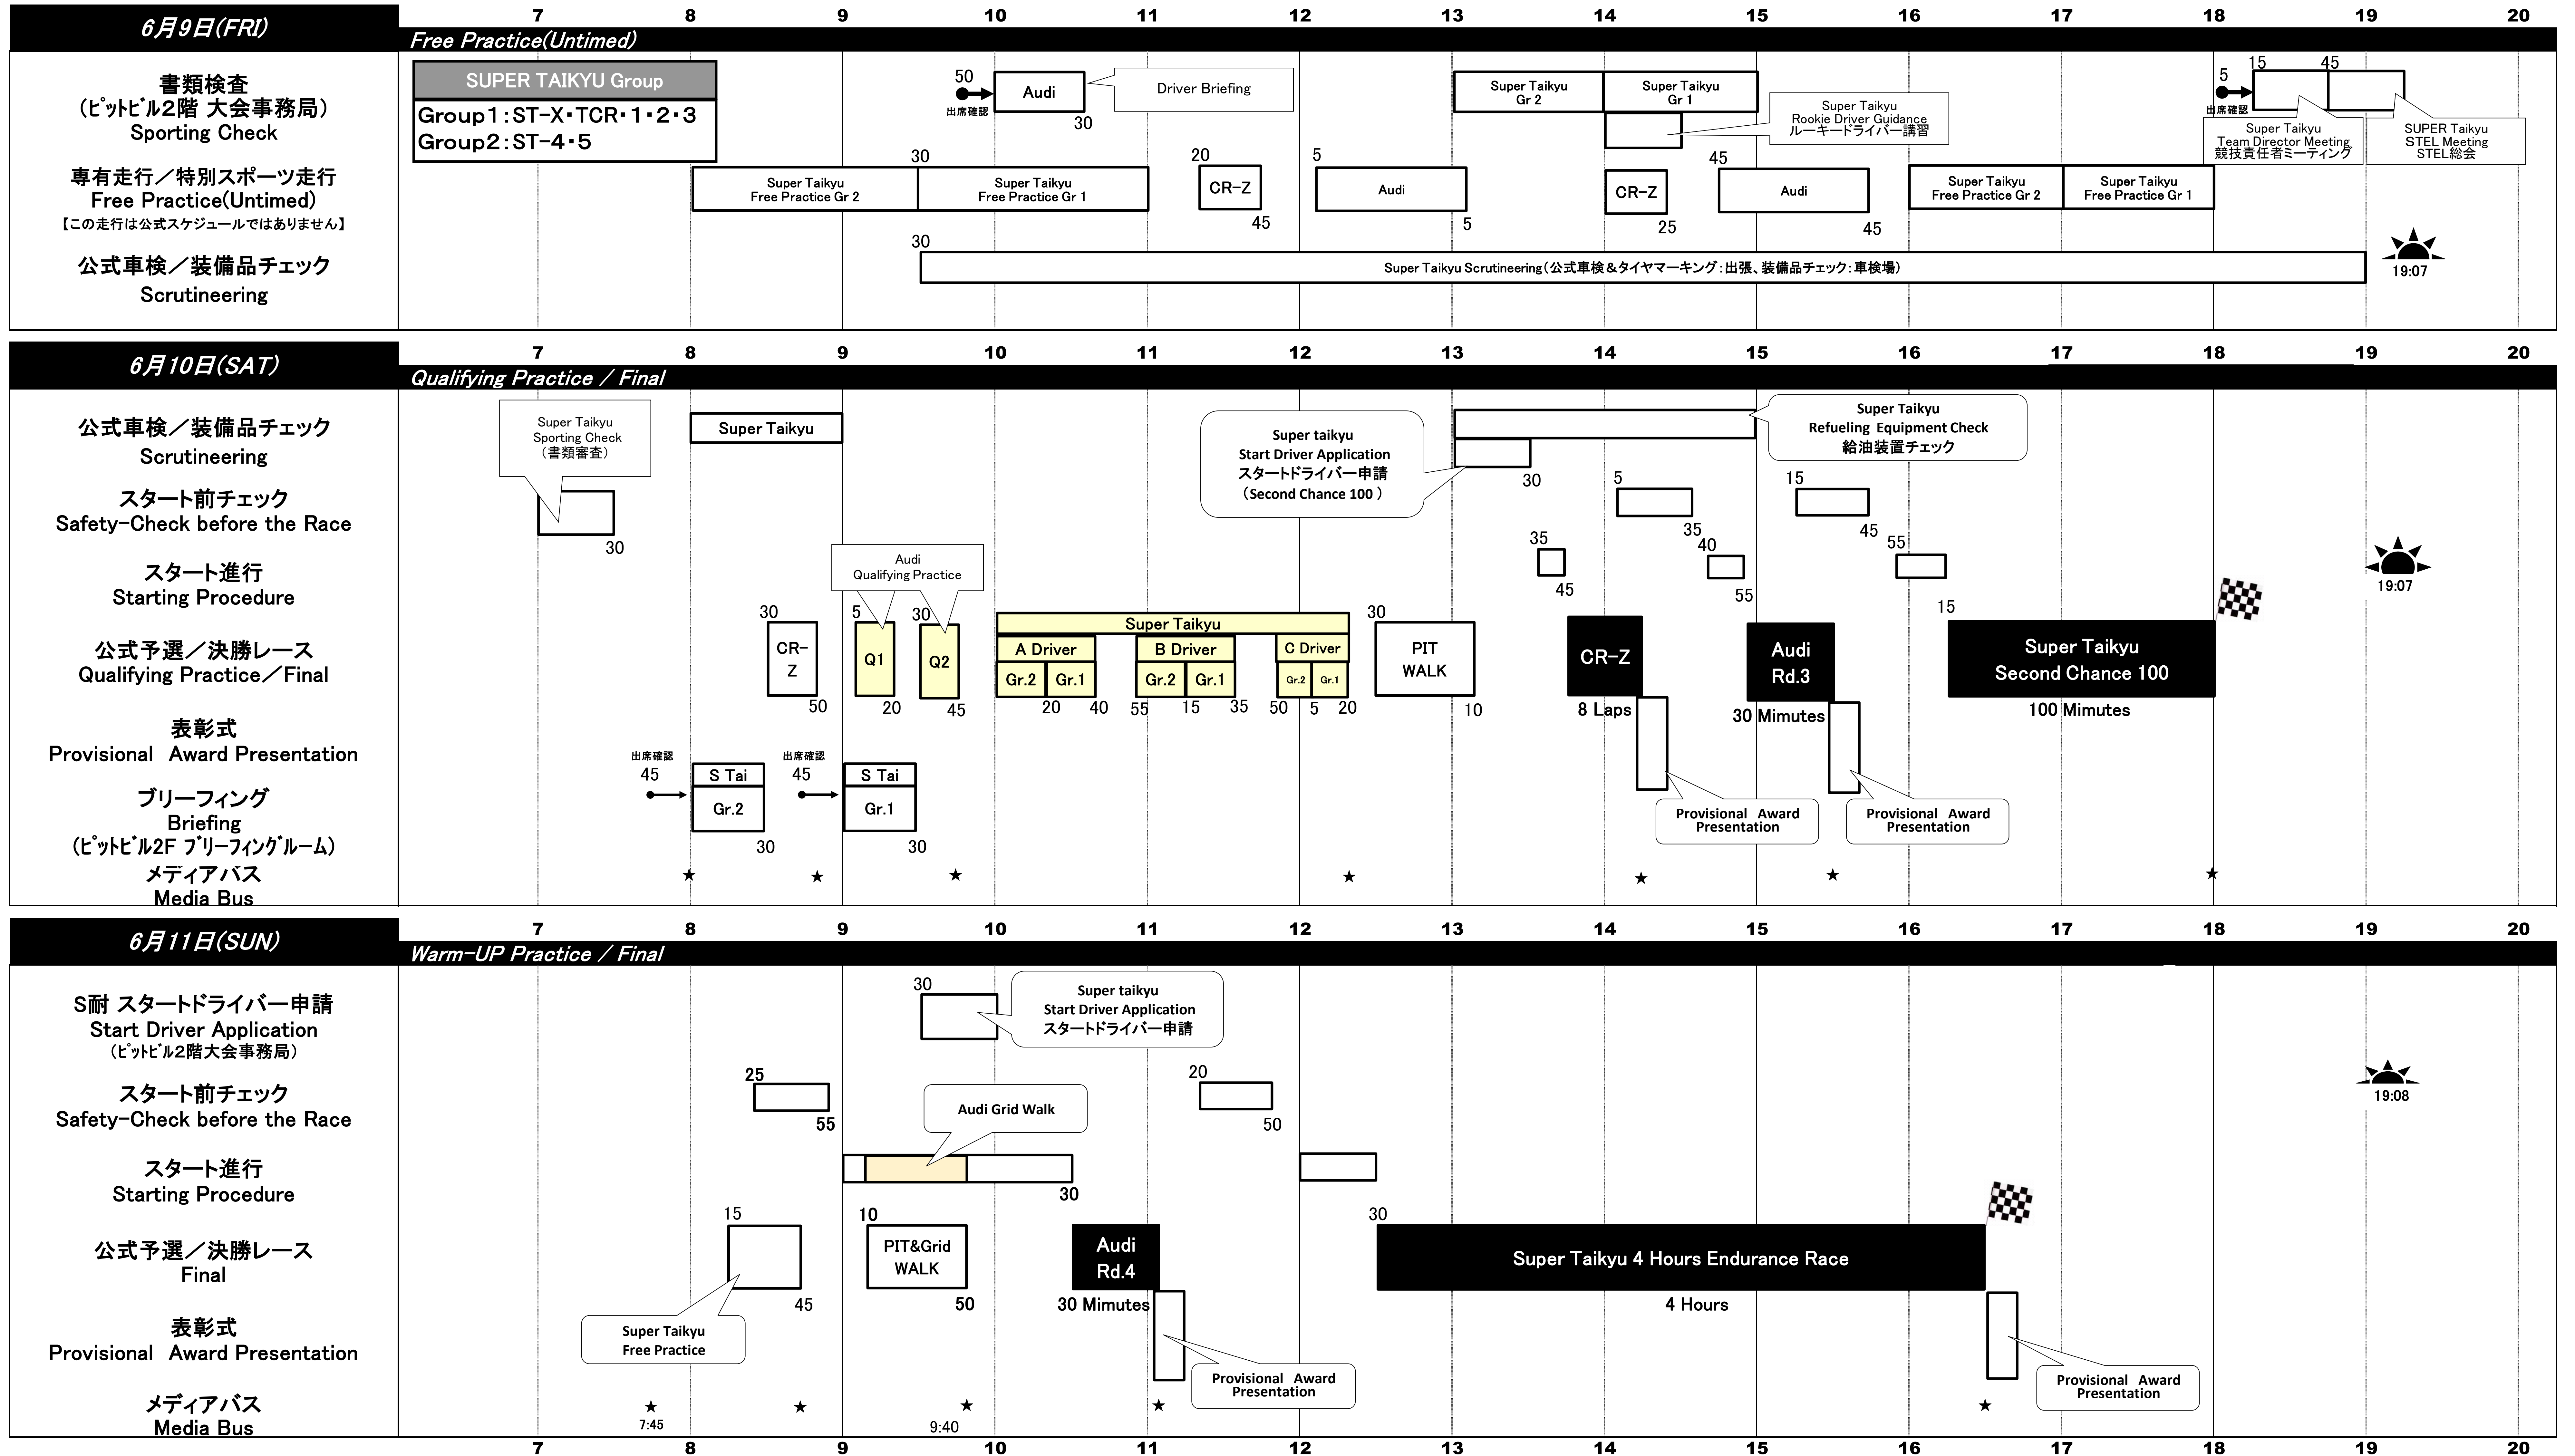 6月9日(FRI)
7 8 9 10 11 12 13 14 15 16 17 18 19 20
Free Practice(Untimed)
書類検査
（ﾋﾟｯﾄﾋﾞﾙ2階 大会事務局）
Sporting Check
SUPER TAIKYU Group
Group1：ST-X・TCR・1・2・3
Group2：ST-4・5
50
出席確認
Audi
30
Driver Briefing
Super Taikyu
Gr 2
Super Taikyu
Gr 1
Super Taikyu
Rookie Driver Guidance
ルーキードライバー講習
5
出席確認
15
45
Super Taikyu
Team Director Meeting
競技責任者ミーティング
SUPER Taikyu
STEL Meeting
STEL総会
専有走行／特別スポーツ走行
Free Practice(Untimed)
【この走行は公式スケジュールではありません】
Super Taikyu
Free Practice Gr 2
30
Super Taikyu
Free Practice Gr 1
20
CR-Z
45
5
Audi
5
CR-Z
25
45
Audi
45
Super Taikyu
Free Practice Gr 2
Super Taikyu
Free Practice Gr 1
公式車検／装備品チェック
Scrutineering
30
Super Taikyu Scrutineering（公式車検＆タイヤマーキング：出張、装備品チェック：車検場）
19:07
6月10日(SAT)
7 8 9 10 11 12 13 14 15 16 17 18 19 20
Qualifying Practice / Final
公式車検／装備品チェック
Scrutineering
Super Taikyu
Sporting Check
（書類審査）
Super Taikyu
Super taikyu
Start Driver Application
スタートドライバー申請
（Second Chance 100 ）
30
Super Taikyu
Refueling Equipment Check
給油装置チェック
スタート前チェック
Safety-Check before the Race
30
5
35
15
45
スタート進行
Starting Procedure
35
45
40
55
55
15
19:07
公式予選／決勝レース
Qualifying Practice／Final
Audi
Qualifying Practice
30
CR-
Z
50
5
Q1
20
30
Q2
45
Super Taikyu
A Driver
B Driver
C Driver
Gr.2 Gr.1
Gr.2 Gr.1
Gr.2 Gr.1
20 40 55 15 35 50 5 20
30
PIT
WALK
10
CR-Z
8 Laps
Audi
Rd.3
30 Mimutes
Super Taikyu
Second Chance 100
100 Mimutes
表彰式
Provisional Award Presentation
Provisional Award
Presentation
Provisional Award
Presentation
ブリーフィング
Briefing
（ﾋﾟｯﾄﾋﾞﾙ2F ﾌﾞﾘｰﾌｨﾝｸﾞﾙｰﾑ）
出席確認
45
S Tai
Gr.2
30
出席確認
45
S Tai
Gr.1
30
メディアバス
Media Bus
★ ★ ★ ★ ★ ★ ★
6月11日(SUN)
7 8 9 10 11 12 13 14 15 16 17 18 19 20
Warm-UP Practice / Final
S耐 スタートドライバー申請
Start Driver Application
（ﾋﾟｯﾄﾋﾞﾙ2階大会事務局）
30
Super taikyu
Start Driver Application
スタートドライバー申請
スタート前チェック
Safety-Check before the Race
25
55
20
50
19:08
スタート進行
Starting Procedure
Audi Grid Walk
30
公式予選／決勝レース
Final
15
45
Super Taikyu
Free Practice
10
PIT&Grid
WALK
50
Audi
Rd.4
30 Mimutes
30
Super Taikyu 4 Hours Endurance Race
4 Hours
表彰式
Provisional Award Presentation
Provisional Award
Presentation
Provisional Award
Presentation
メディアバス
Media Bus
★ ★ ★ ★ ★
7:45
9:40
7 8 9 10 11 12 13 14 15 16 17 18 19 20